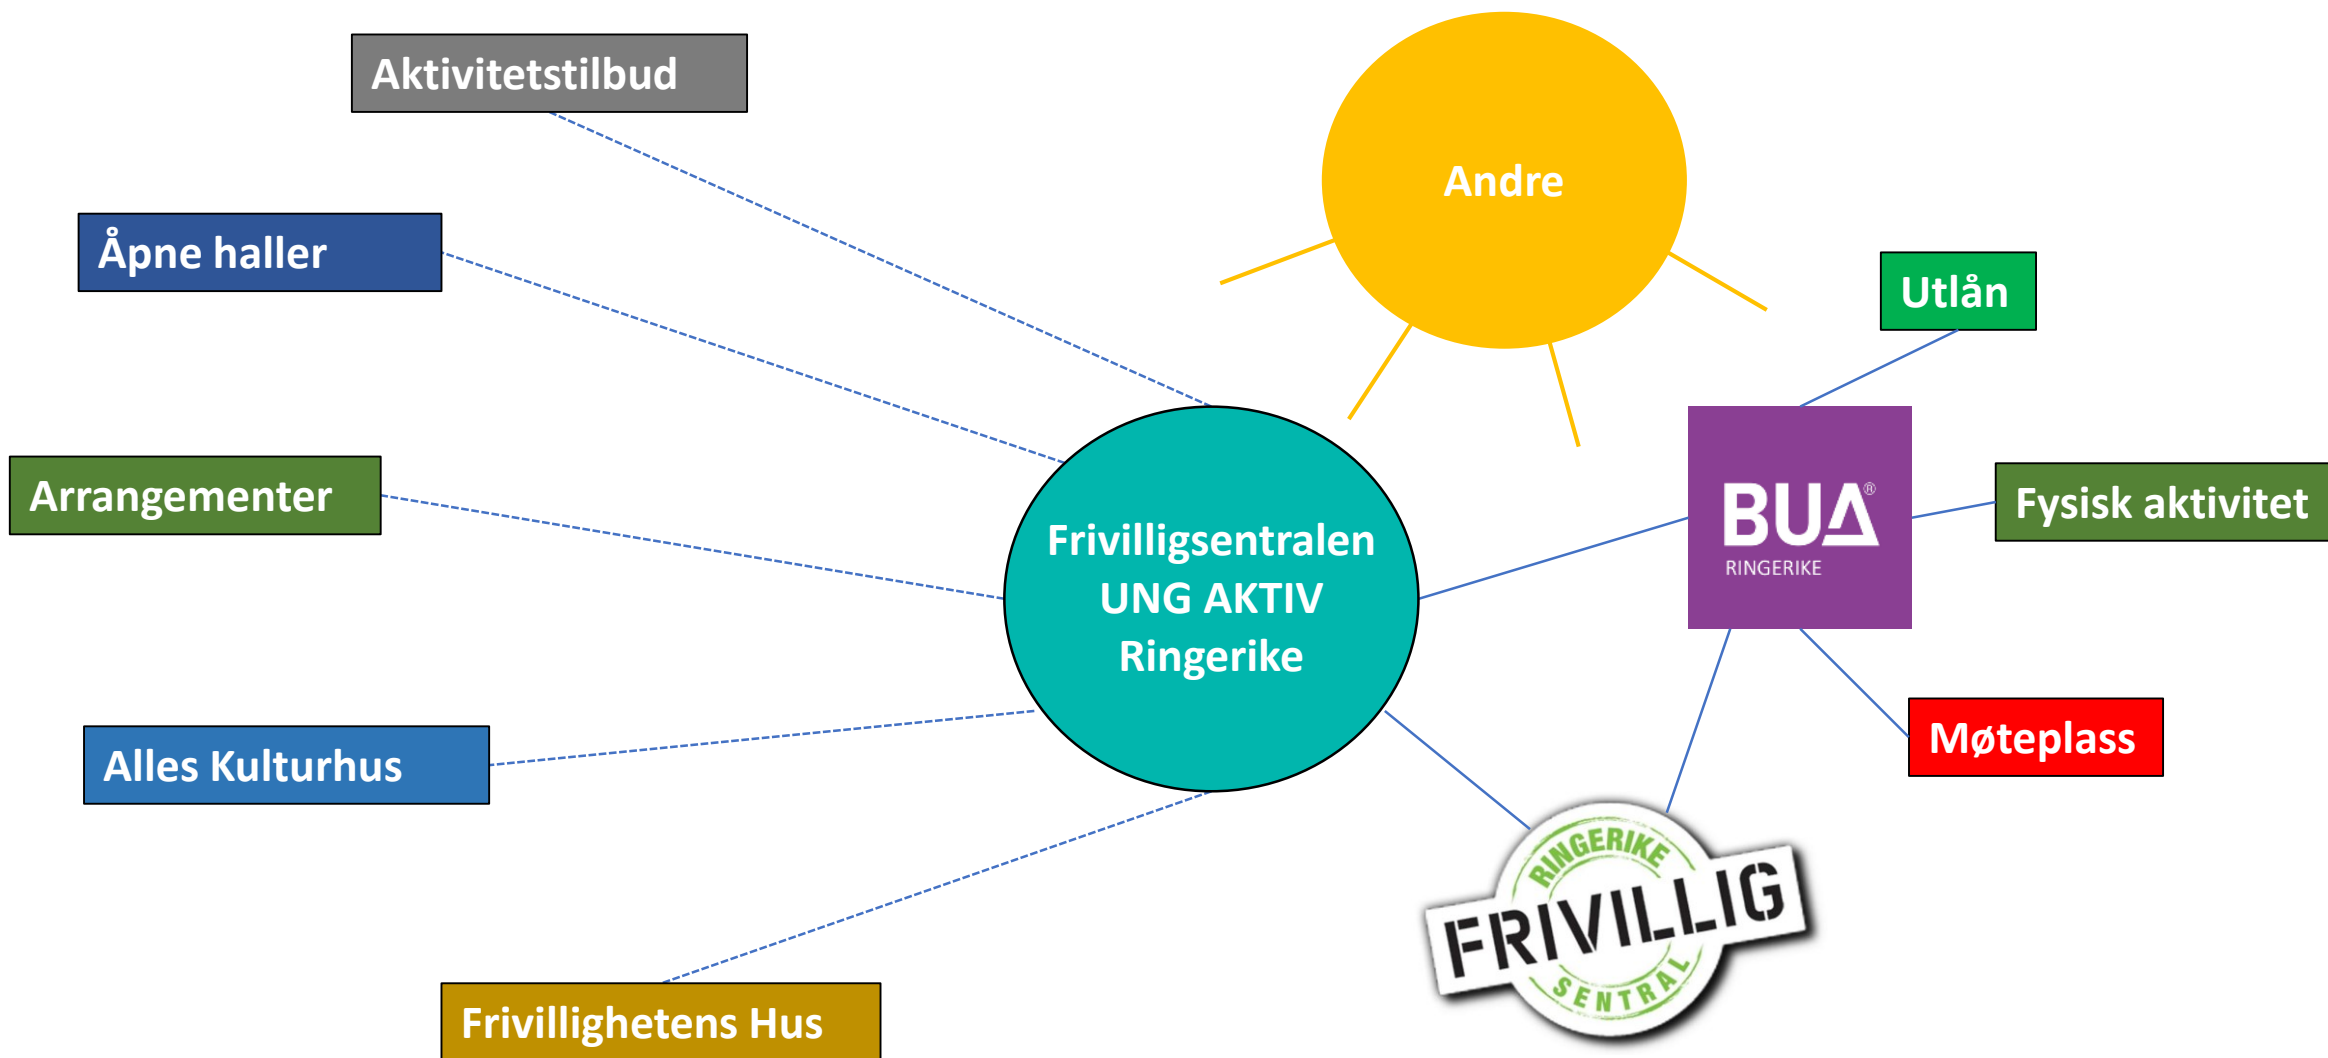 Aktivitetstilbud
Andre
Åpne haller
Utlån
Arrangementer
Frivilligsentralen
UNG AKTIV
Ringerike
BUA®
RINGERIKE
Fysisk aktivitet
Alles Kulturhus
Møteplass
RINGERIKE
FRIVILLIG
SENTRAL
Frivillighetens Hus